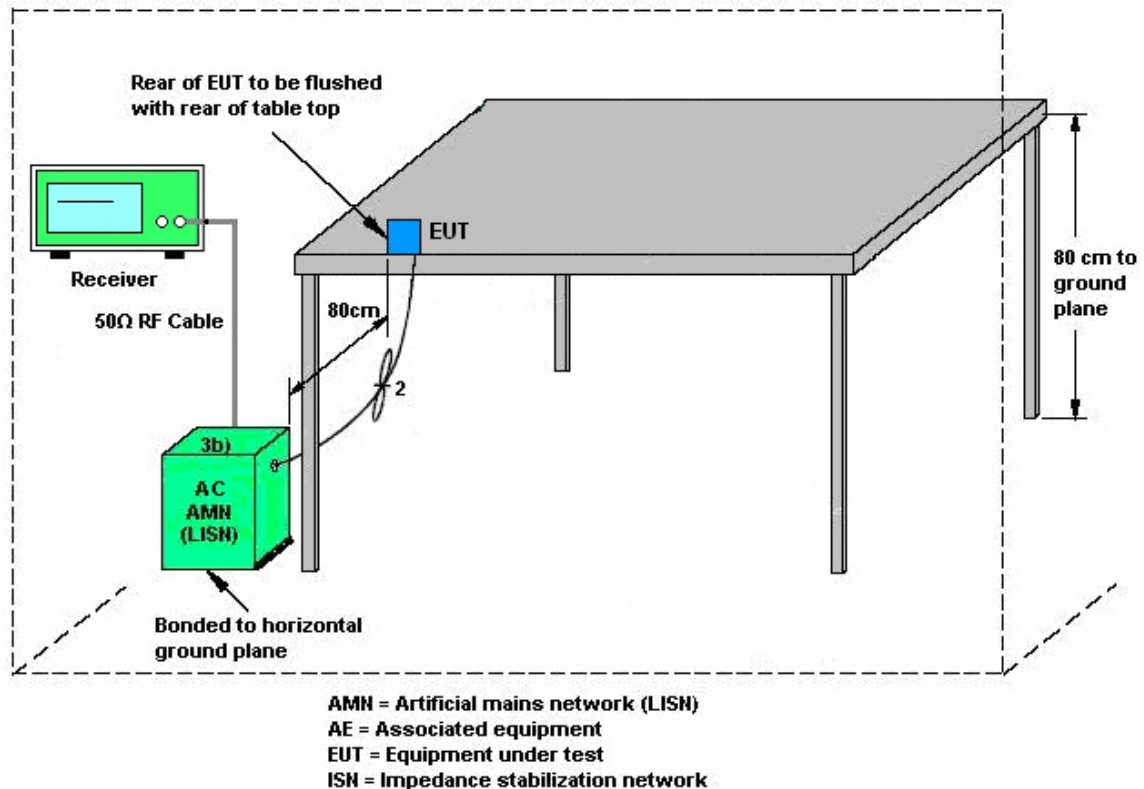 Rear of EUT to be flushed
with rear of table top
EUT
Receiver
50Ω RF Cable
80cm
80 cm to
ground
plane
2
3b)
AC
AMN
(LISN)
Bonded to horizontal
ground plane
AMN = Artificial mains network (LISN)
AE = Associated equipment
EUT = Equipment under test
ISN = Impedance stabilization network